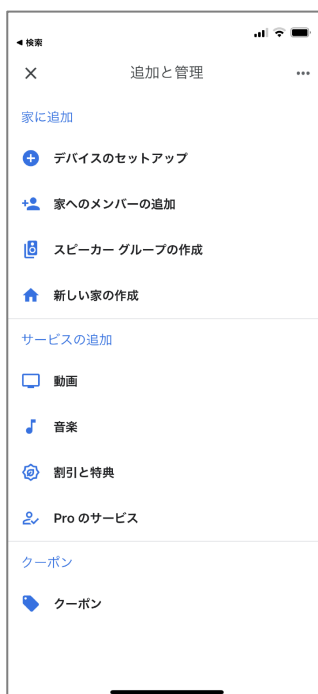 ◀ 検索
追加と管理
家に追加
デバイスのセットアップ
家へのメンバーの追加
スピーカー グループの作成
新しい家の作成
サービスの追加
動画
音楽
割引と特典
Pro のサービス
クーポン
クーポン